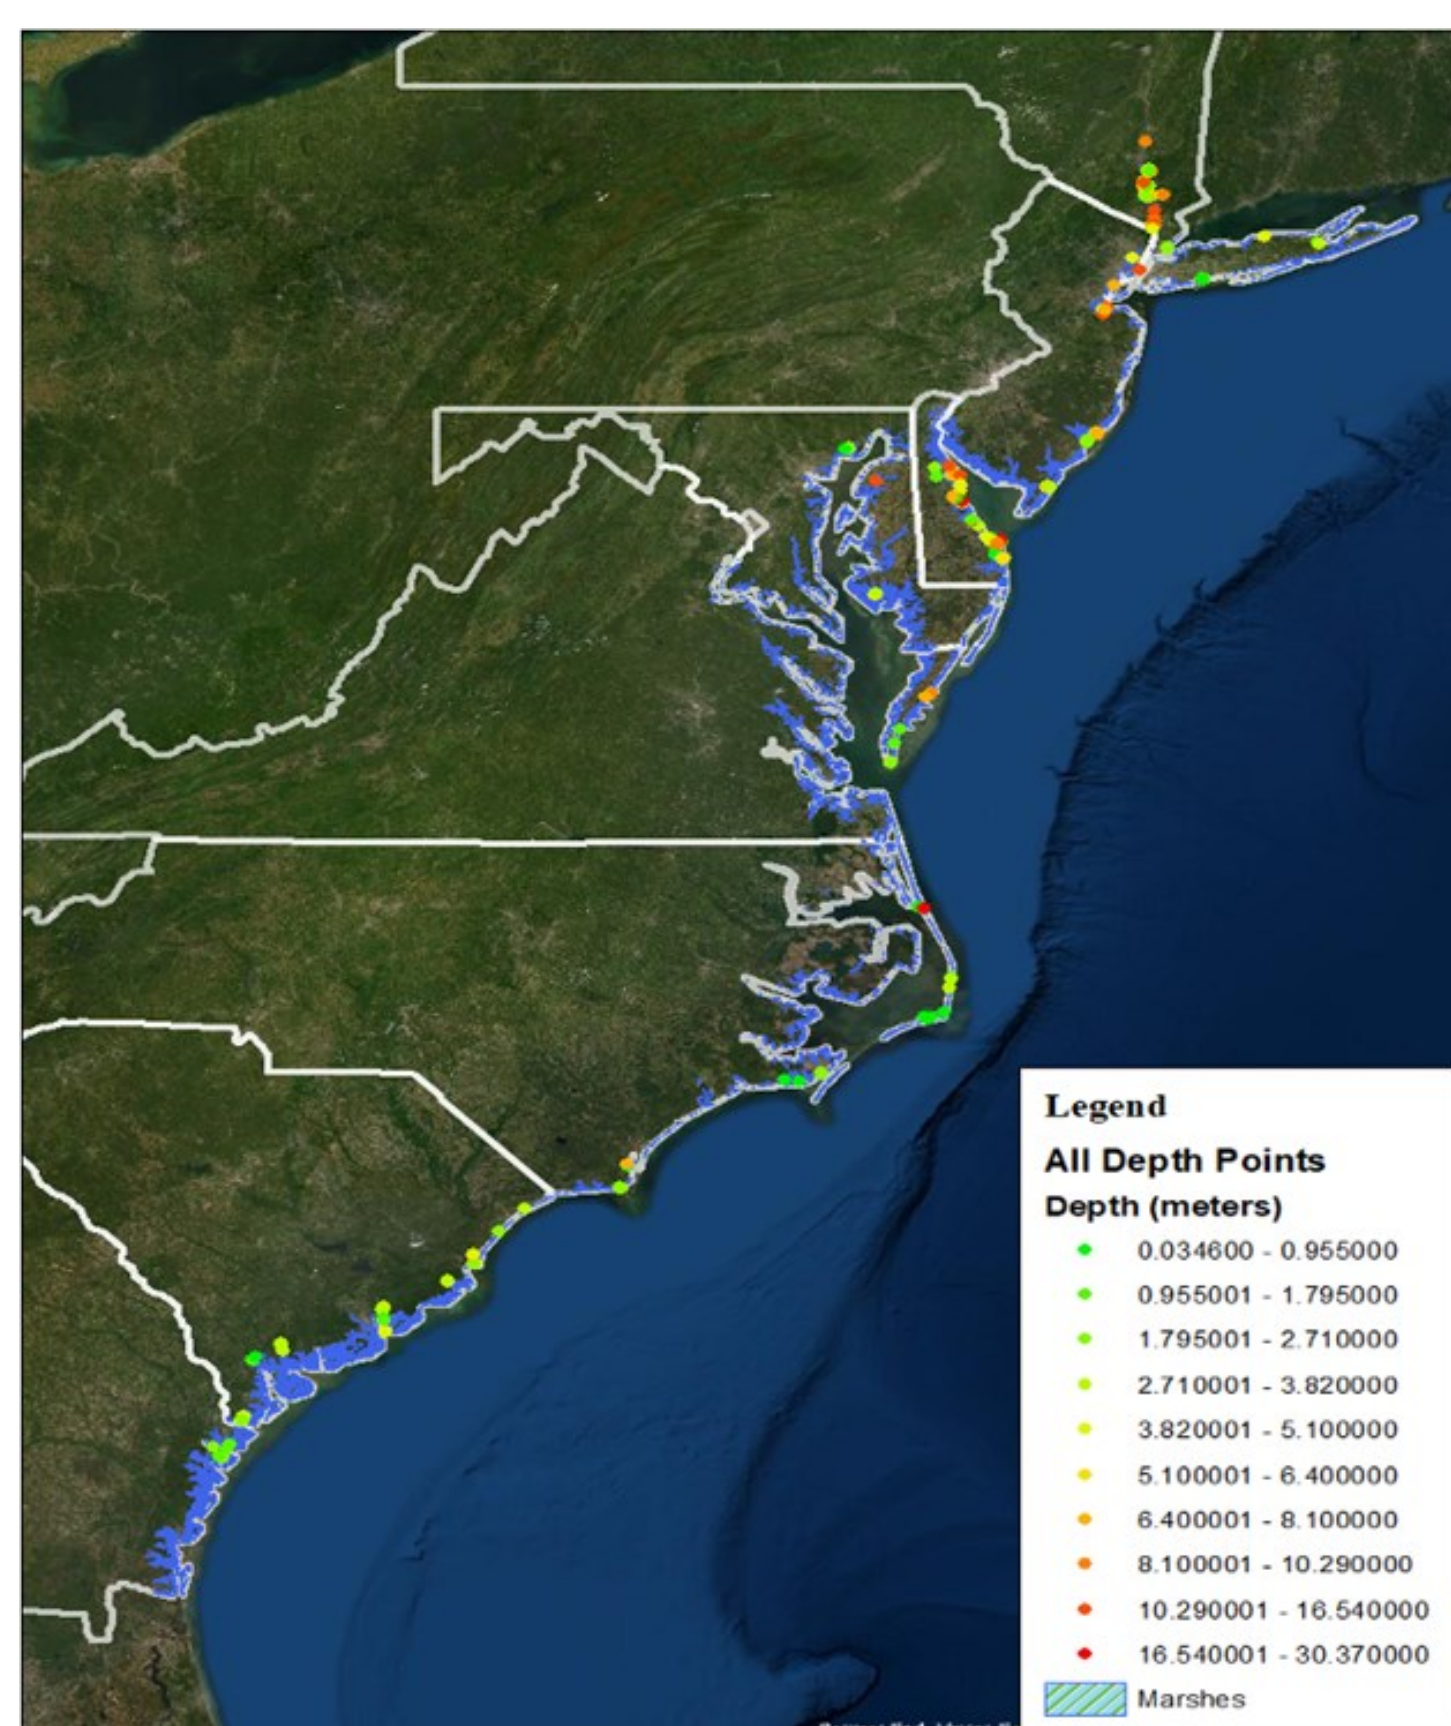 Legend
All Depth Points
Depth (meters)
0.034600 - 0.955000
0.955001 - 1.795000
1.795001 - 2.710000
2.710001 - 3.820000
3.820001 - 5.100000
5.100001 - 6.400000
6.400001 - 8.100000
8.100001 - 10.290000
10.290001 - 16.540000
16.540001 - 30.370000
Marshes